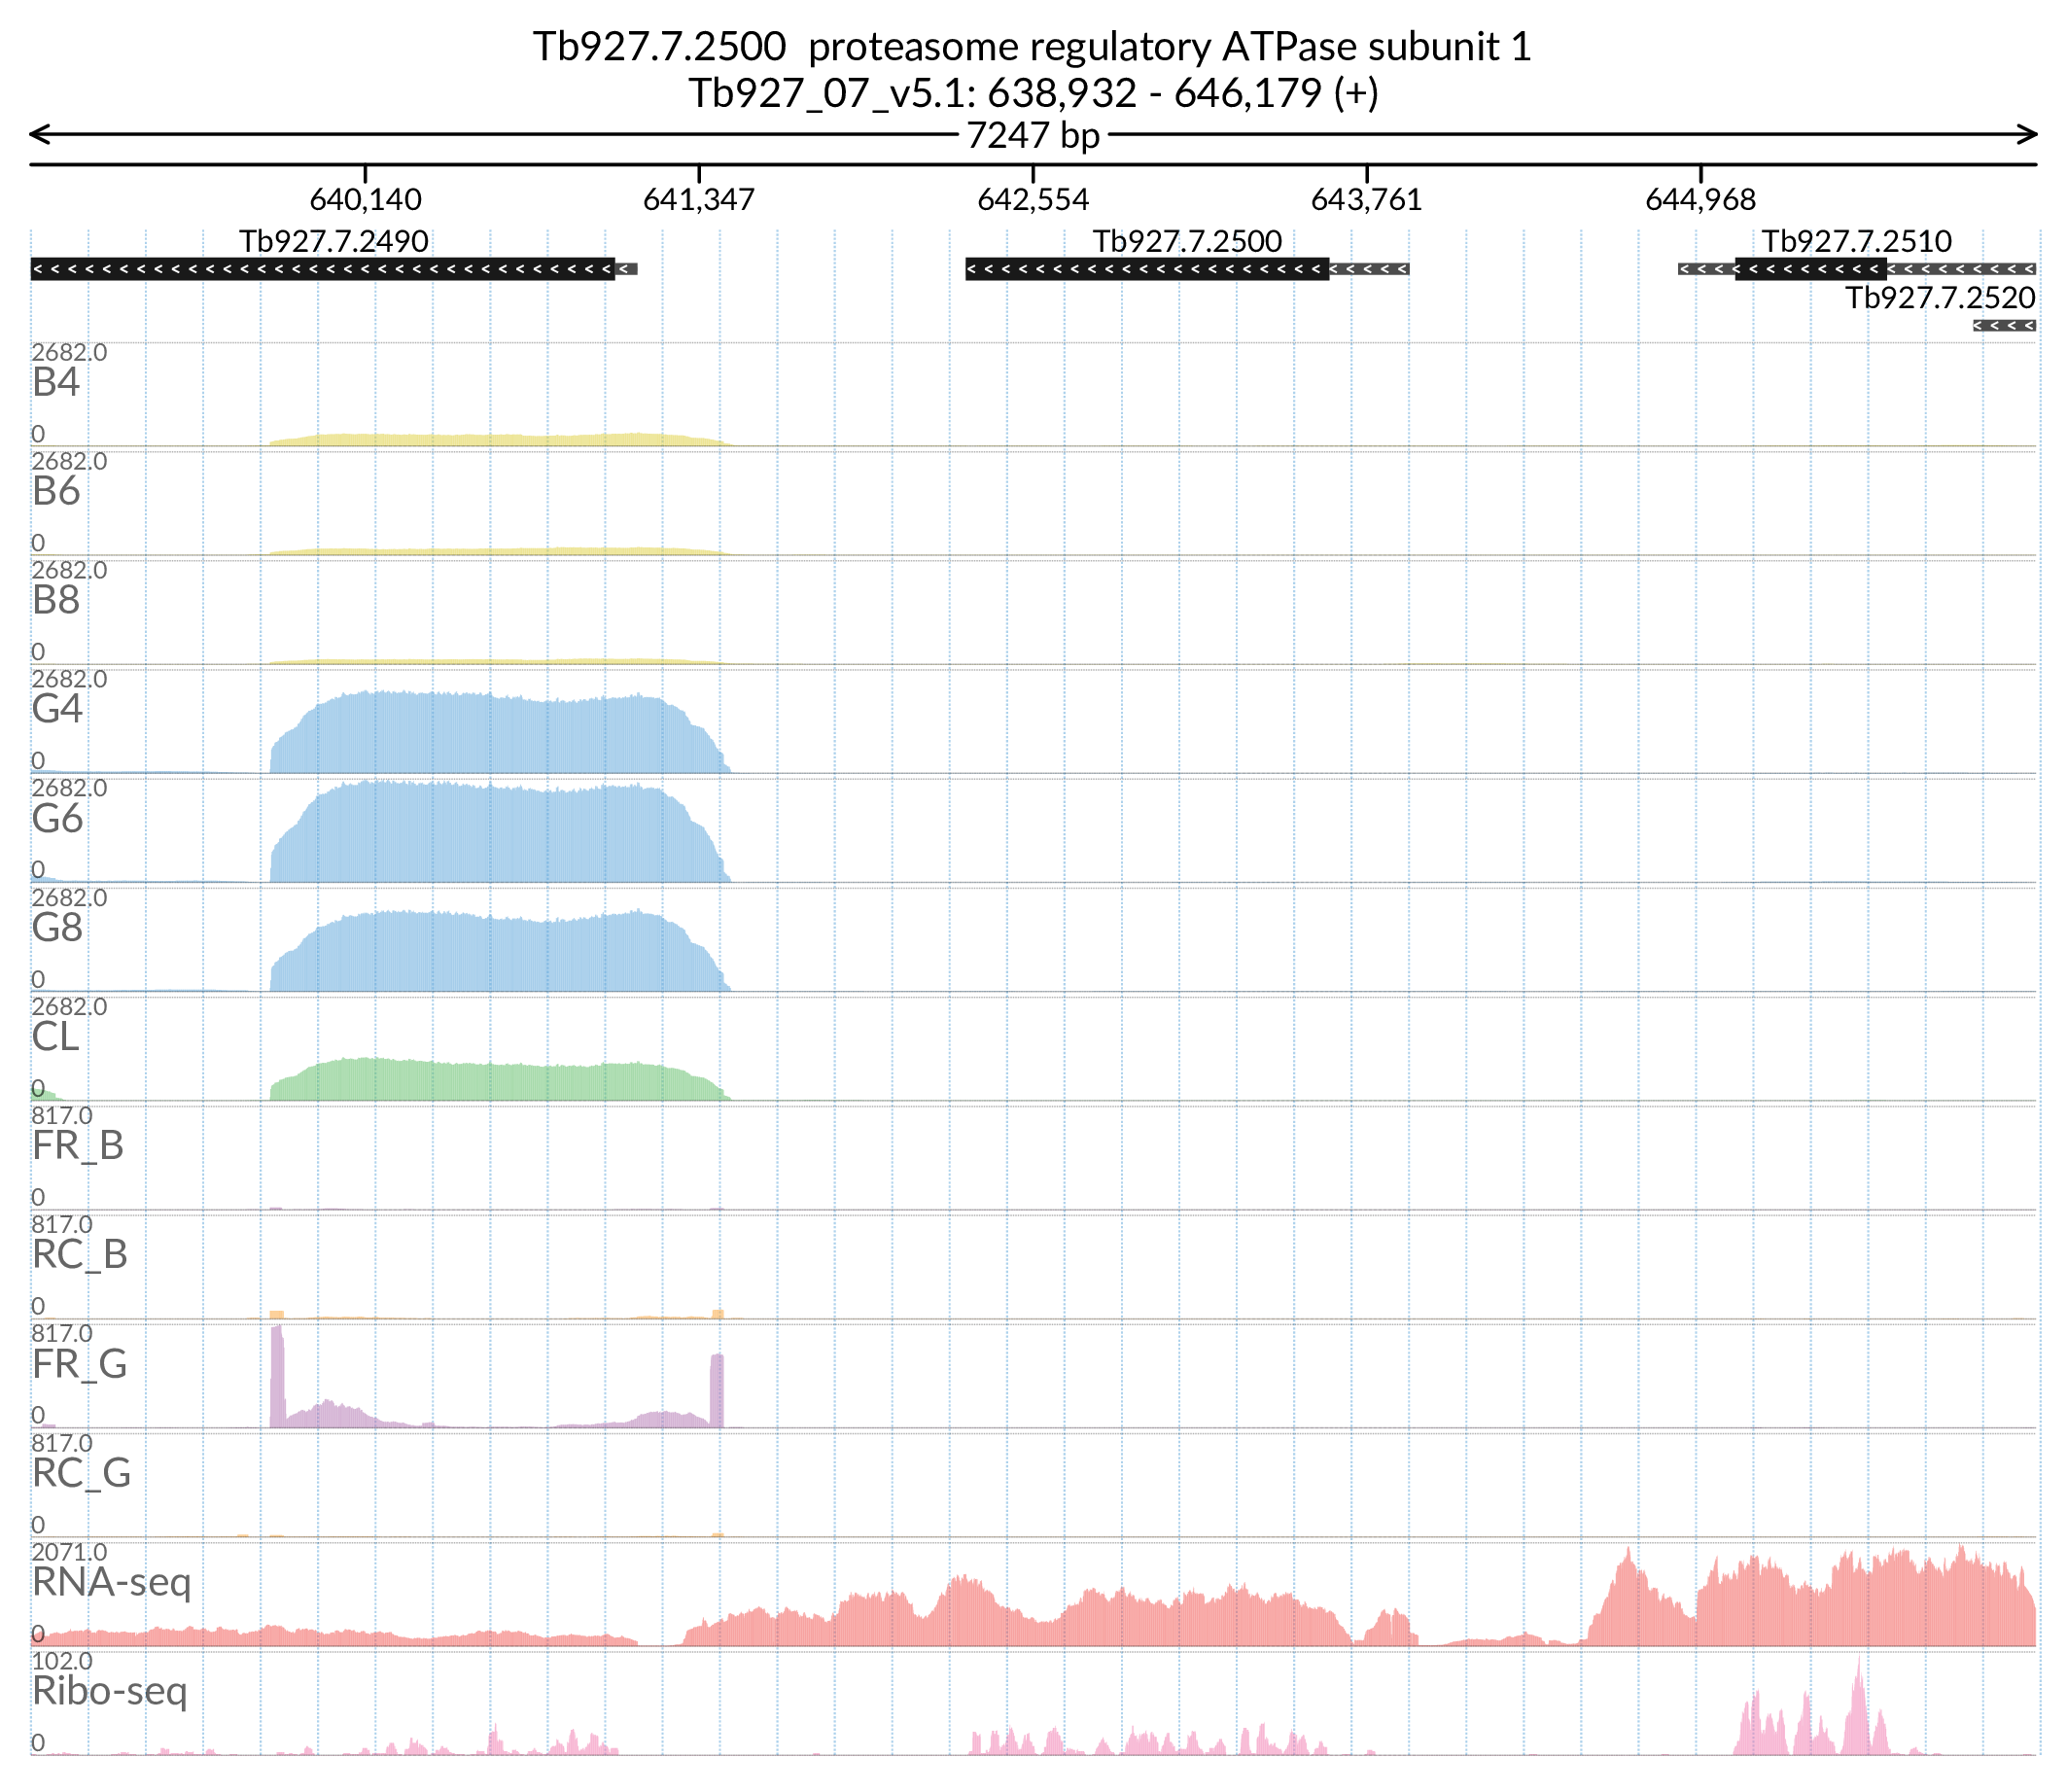 Tb927.7.2500 proteasome regulatory ATPase subunit 1
Tb927_07_v5.1: 638,932 - 646,179 (+)
7247 bp
640,140 641,347 642,554 643,761 644,968
Tb927.7.2490 Tb927.7.2500 Tb927.7.2510
Tb927.7.2520
2682.0
B4
0
2682.0
B6
0
2682.0
B8
0
2682.0
G4
0
2682.0
G6
0
2682.0
G8
0
2682.0
CL
0
817.0
FR_B
0
817.0
RC_B
0
817.0
FR_G
0
817.0
RC_G
0
2071.0
RNA-seq
0
102.0
Ribo-seq
0